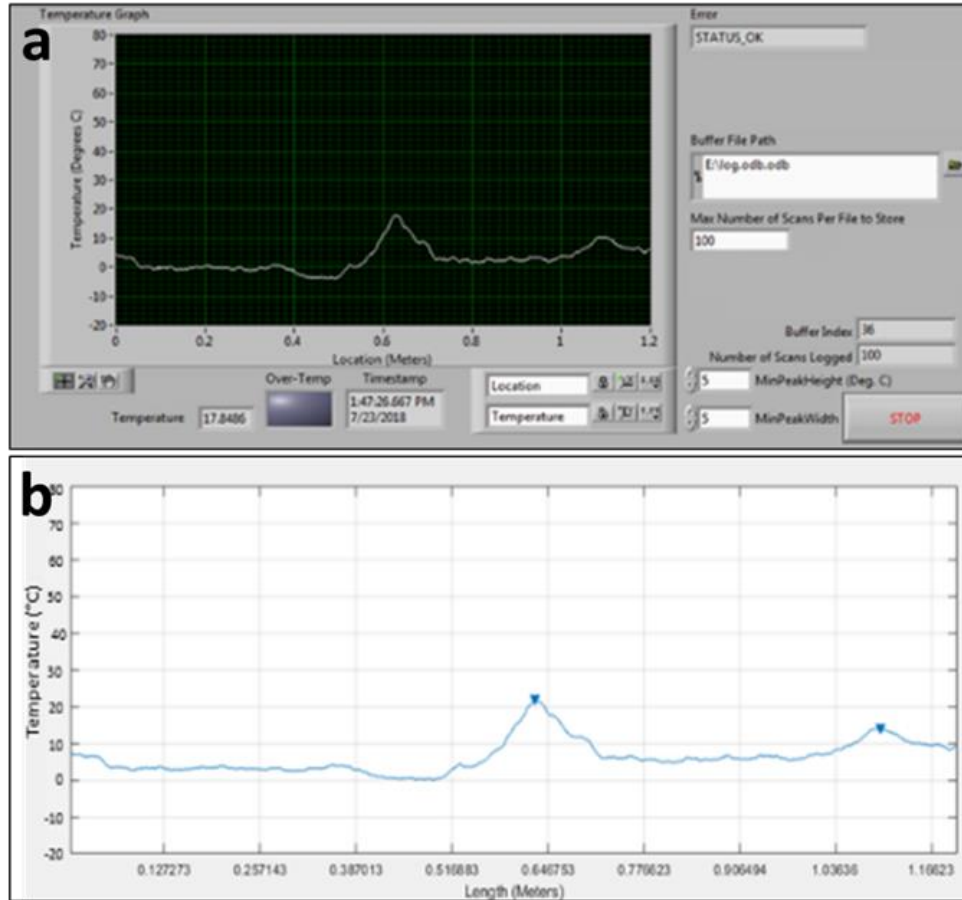 a
Temperature Graph
80
70
60
50
40
30
20
10
0
-10
-20
Temperature (Degrees C)
0 0.2 0.4 0.6 0.8 1 1.2
Location (Meters)
Error
STATUS_OK
Buffer File Path
E:\log.odb.odb
Max Number of Scans Per File to Store
100
Buffer Index 36
Number of Scans Logged 100
5 MinPeakHeight (Deg. C)
5 MinPeakWidth
STOP
Over-Temp
Timestamp
1:47:26.667 PM
7/23/2018
Temperature 17.8486
Location
Temperature
b
80
70
60
50
40
30
20
10
0
-10
-20
Temperature (°C)
0.127273 0.257143 0.387013 0.516883 0.646753 0.776623 0.906494 1.03636 1.16623
Length (Meters)